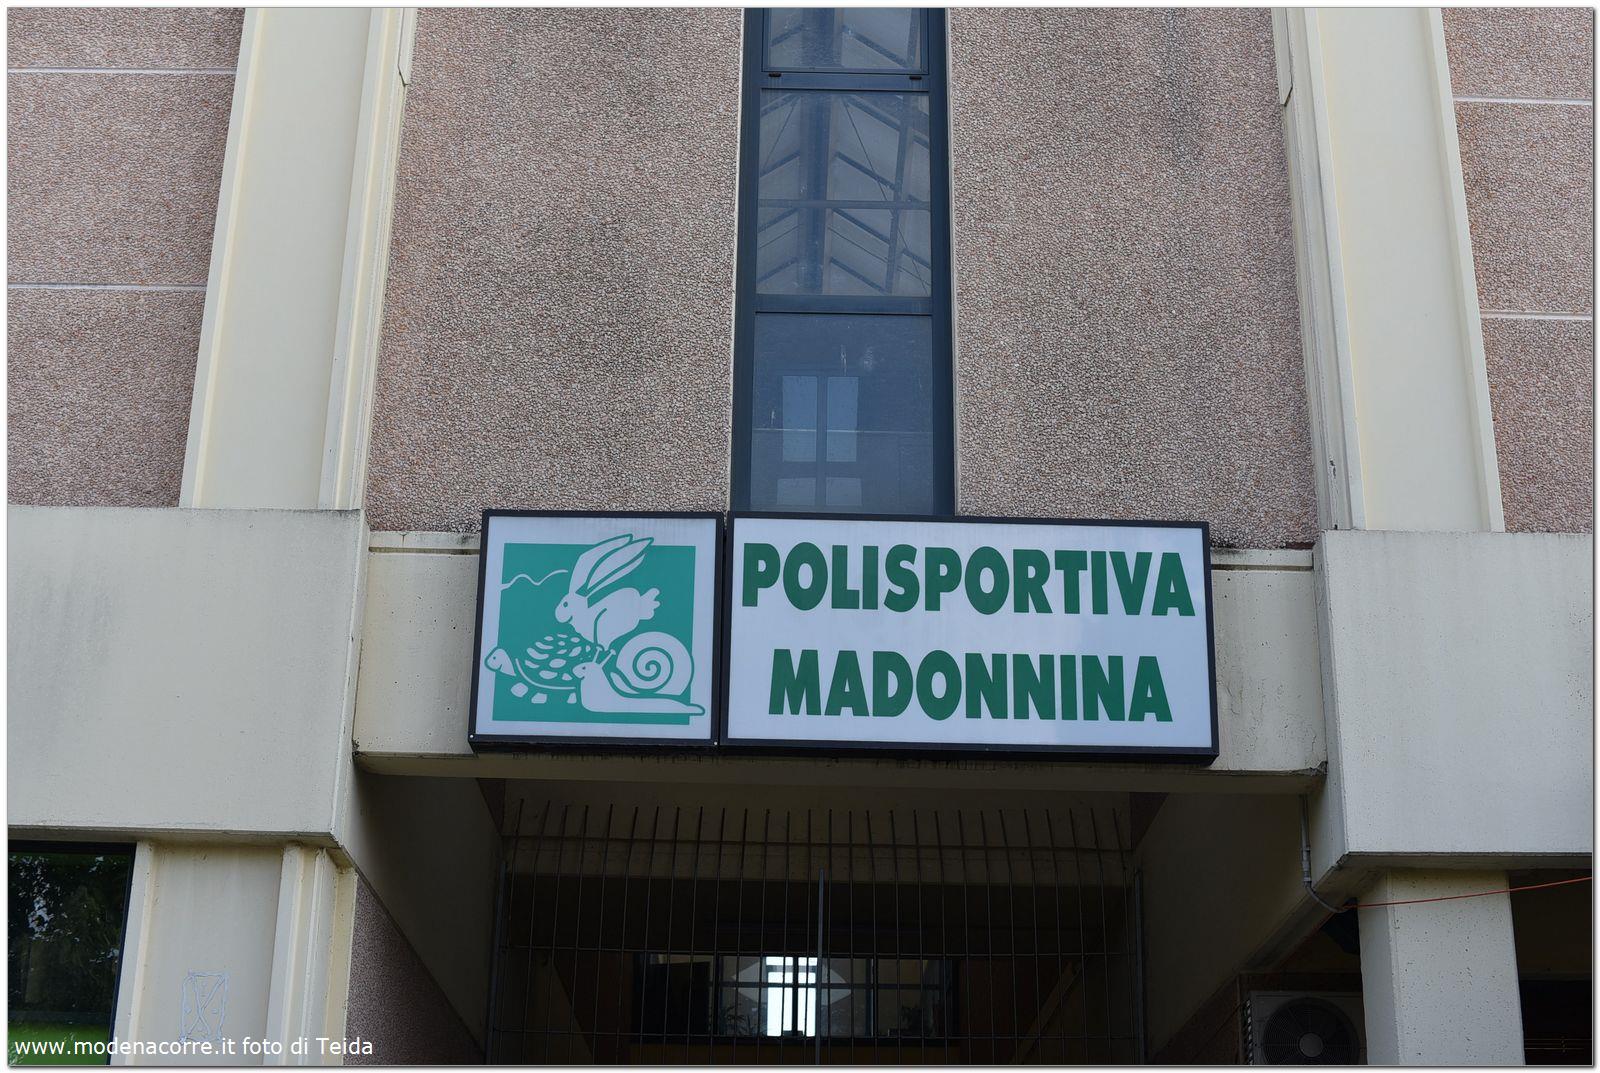 POLISPORTIVA
MADONNINA
www.modenacorre.it foto di Teida